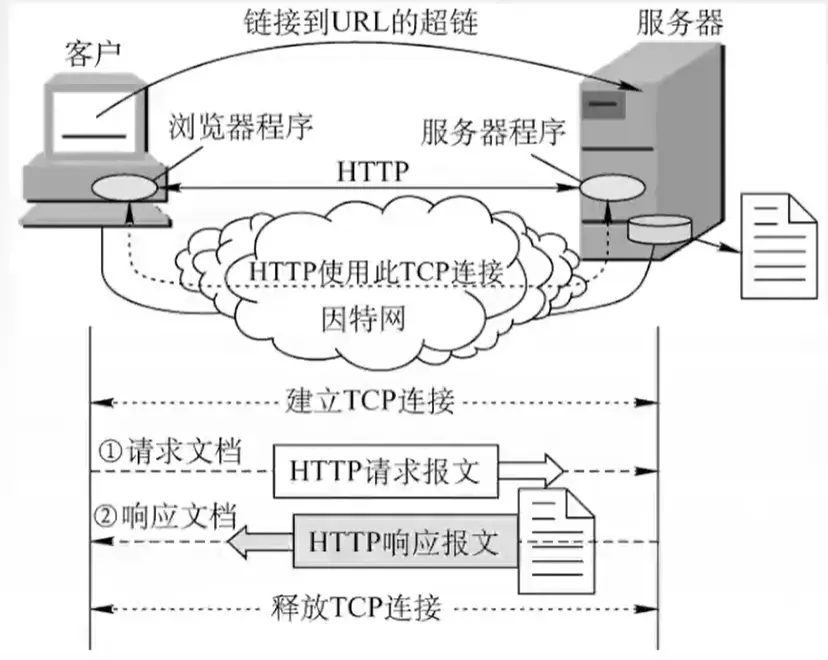 链接到URL的超链
服务器
客户
浏览器程序
服务器程序
HTTP
HTTP使用此TCP连接
因特网
建立TCP连接
①请求文档
HTTP请求报文
②响应文档
HTTP响应报文
释放TCP连接